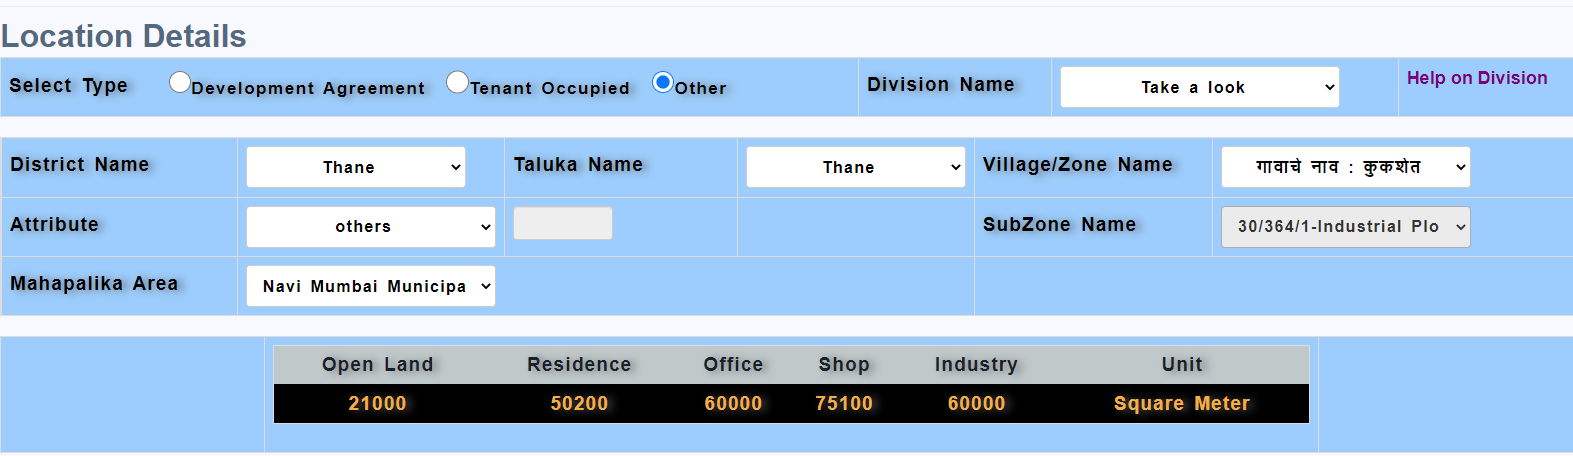 Location Details
Select Type Development Agreement Tenant Occupied Other Division Name Take a look Help on Division
District Name Thane Taluka Name Thane Village/Zone Name गावाचे नाव : कुकशेत
Attribute others SubZone Name 30/364/1-Industrial Plo
Mahapalika Area Navi Mumbai Municipa
Open Land Residence Office Shop Industry Unit
21000 50200 60000 75100 60000 Square Meter